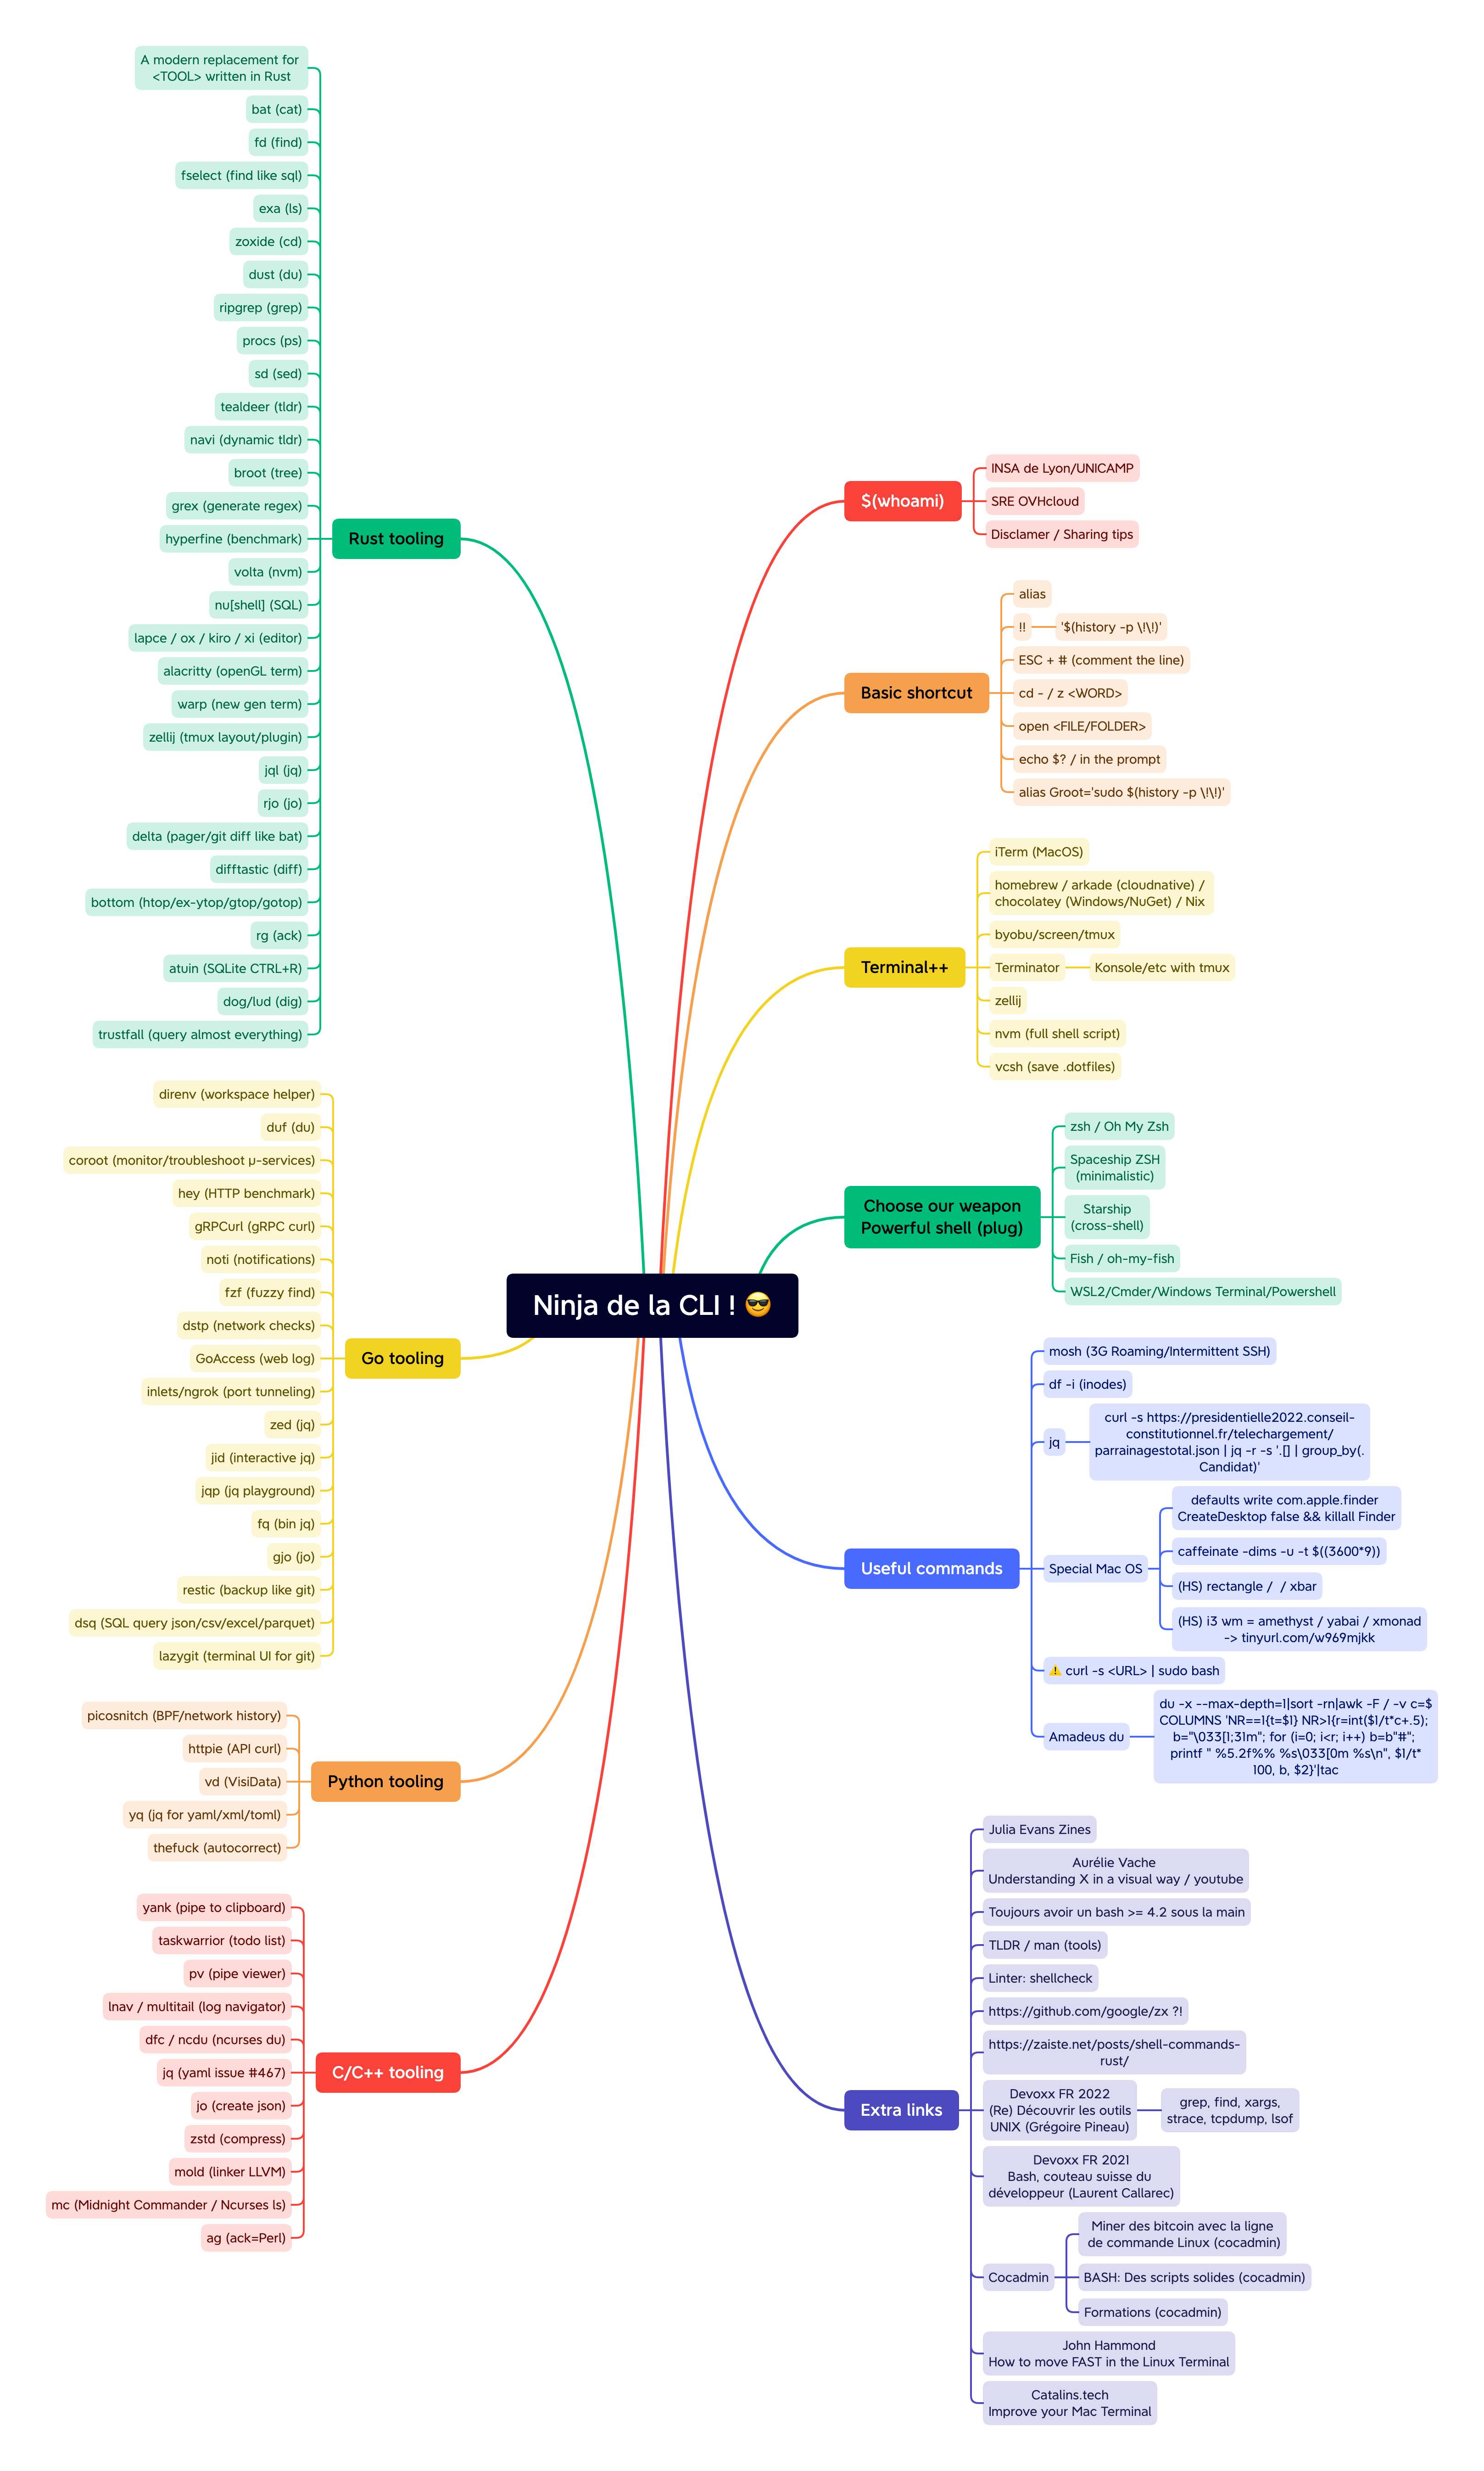 Ninja de la CLI ! 😎
$(whoami)
INSA de Lyon/UNICAMP
SRE OVHcloud
Disclamer / Sharing tips
Basic shortcut
alias
!!
'$(history -p \!\!)'
ESC + # (comment the line)
cd - / z <WORD>
open <FILE/FOLDER>
echo $? / in the prompt
alias Groot='sudo $(history -p \!\!)'
Terminal++
iTerm (MacOS)
homebrew / arkade (cloudnative) /
chocolatey (Windows/NuGet) / Nix
byobu/screen/tmux
Terminator
Konsole/etc with tmux
zellij
nvm (full shell script)
vcsh (save .dotfiles)
Choose our weapon
Powerful shell (plug)
zsh / Oh My Zsh
Spaceship ZSH
(minimalistic)
Starship
(cross-shell)
Fish / oh-my-fish
WSL2/Cmder/Windows Terminal/Powershell
Useful commands
mosh (3G Roaming/Intermittent SSH)
df -i (inodes)
jq
curl -s https://presidentielle2022.conseil-
constitutionnel.fr/telechargement/
parrainagestotal.json | jq -r -s '.[] | group_by(.
Candidat)'
Special Mac OS
defaults write com.apple.finder
CreateDesktop false && killall Finder
caffeinate -dims -u -t $((3600*9))
(HS) rectangle /  / xbar
(HS) i3 wm = amethyst / yabai / xmonad
-> tinyurl.com/w969mjkk
⚠️ curl -s <URL> | sudo bash
Amadeus du
du -x --max-depth=1|sort -rn|awk -F / -v c=$
COLUMNS 'NR==1{t=$1} NR>1{r=int($1/t*c+.5);
b="\033[1;31m"; for (i=0; i<r; i++) b=b"#";
printf " %5.2f%% %s\033[0m %s\n", $1/t*
100, b, $2}'|tac
Extra links
Julia Evans Zines
Aurélie Vache
Understanding X in a visual way / youtube
Toujours avoir un bash >= 4.2 sous la main
TLDR / man (tools)
Linter: shellcheck
https://github.com/google/zx ?!
https://zaiste.net/posts/shell-commands-
rust/
Devoxx FR 2022
(Re) Découvrir les outils
UNIX (Grégoire Pineau)
grep, find, xargs,
strace, tcpdump, lsof
Devoxx FR 2021
Bash, couteau suisse du
développeur (Laurent Callarec)
Cocadmin
Miner des bitcoin avec la ligne
de commande Linux (cocadmin)
BASH: Des scripts solides (cocadmin)
Formations (cocadmin)
John Hammond
How to move FAST in the Linux Terminal
Catalins.tech
Improve your Mac Terminal
Rust tooling
A modern replacement for
<TOOL> written in Rust
bat (cat)
fd (find)
fselect (find like sql)
exa (ls)
zoxide (cd)
dust (du)
ripgrep (grep)
procs (ps)
sd (sed)
tealdeer (tldr)
navi (dynamic tldr)
broot (tree)
grex (generate regex)
hyperfine (benchmark)
volta (nvm)
nu[shell] (SQL)
lapce / ox / kiro / xi (editor)
alacritty (openGL term)
warp (new gen term)
zellij (tmux layout/plugin)
jql (jq)
rjo (jo)
delta (pager/git diff like bat)
difftastic (diff)
bottom (htop/ex-ytop/gtop/gotop)
rg (ack)
atuin (SQLite CTRL+R)
dog/lud (dig)
trustfall (query almost everything)
Go tooling
direnv (workspace helper)
duf (du)
coroot (monitor/troubleshoot µ-services)
hey (HTTP benchmark)
gRPCurl (gRPC curl)
noti (notifications)
fzf (fuzzy find)
dstp (network checks)
GoAccess (web log)
inlets/ngrok (port tunneling)
zed (jq)
jid (interactive jq)
jqp (jq playground)
fq (bin jq)
gjo (jo)
restic (backup like git)
dsq (SQL query json/csv/excel/parquet)
lazygit (terminal UI for git)
Python tooling
picosnitch (BPF/network history)
httpie (API curl)
vd (VisiData)
yq (jq for yaml/xml/toml)
thefuck (autocorrect)
C/C++ tooling
yank (pipe to clipboard)
taskwarrior (todo list)
pv (pipe viewer)
lnav / multitail (log navigator)
dfc / ncdu (ncurses du)
jq (yaml issue #467)
jo (create json)
zstd (compress)
mold (linker LLVM)
mc (Midnight Commander / Ncurses ls)
ag (ack=Perl)